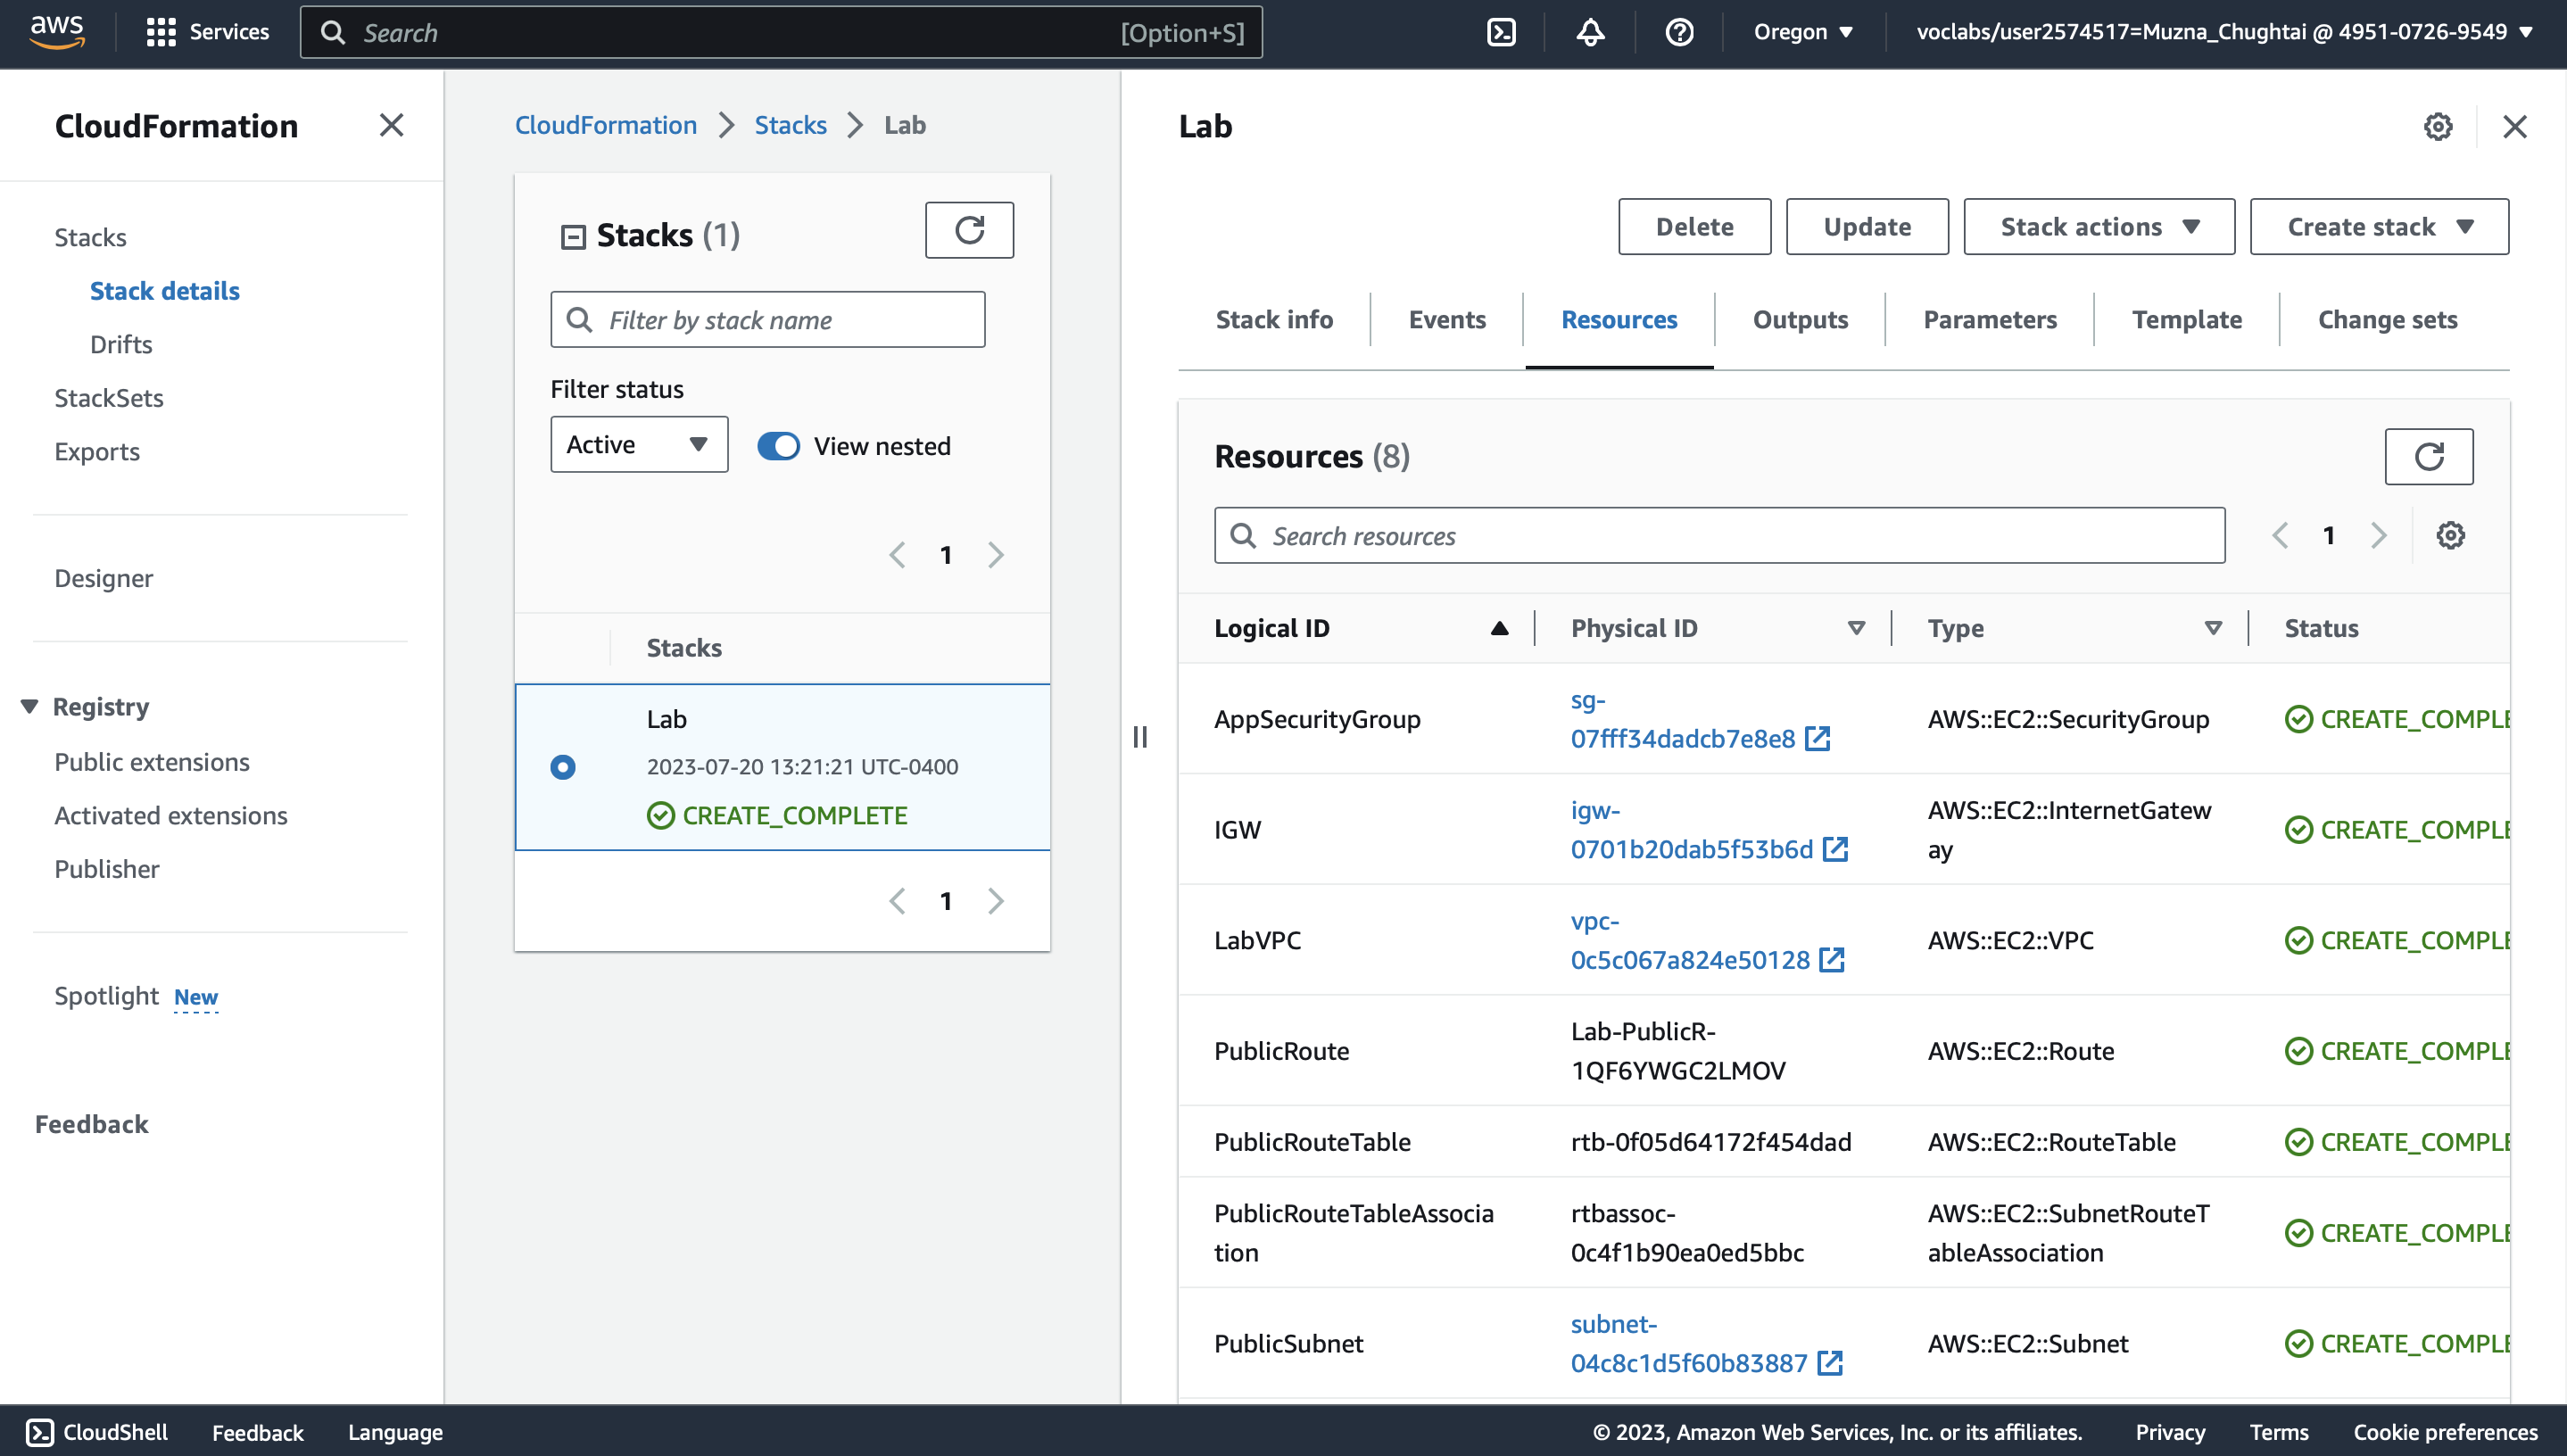 aws
Services
Search
[Option+S]
Oregon
voclabs/user2574517=Muzna_Chughtai @ 4951-0726-9549
CloudFormation
Stacks
Stack details
Drifts
StackSets
Exports
Designer
Registry
Public extensions
Activated extensions
Publisher
Spotlight New
Feedback
CloudFormation > Stacks > Lab
Stacks (1)
Filter by stack name
Filter status
Active
View nested
1
Stacks
Lab
2023-07-20 13:21:21 UTC-0400
CREATE_COMPLETE
1
Lab
Delete
Update
Stack actions
Create stack
Stack info
Events
Resources
Outputs
Parameters
Template
Change sets
Resources (8)
Search resources
1
Logical ID
Physical ID
Type
Status
AppSecurityGroup
sg-
07fff34dadcb7e8e8
AWS::EC2::SecurityGroup
CREATE_COMPLE
IGW
igw-
0701b20dab5f53b6d
AWS::EC2::InternetGatew
ay
CREATE_COMPLE
LabVPC
vpc-
0c5c067a824e50128
AWS::EC2::VPC
CREATE_COMPLE
PublicRoute
Lab-PublicR-
1QF6YWGC2LMOV
AWS::EC2::Route
CREATE_COMPLE
PublicRouteTable
rtb-0f05d64172f454dad
AWS::EC2::RouteTable
CREATE_COMPLE
PublicRouteTableAssocia
tion
rtbassoc-
0c4f1b90ea0ed5bbc
AWS::EC2::SubnetRouteT
ableAssociation
CREATE_COMPLE
PublicSubnet
subnet-
04c8c1d5f60b83887
AWS::EC2::Subnet
CREATE_COMPLE
CloudShell
Feedback
Language
© 2023, Amazon Web Services, Inc. or its affiliates.
Privacy
Terms
Cookie preferences